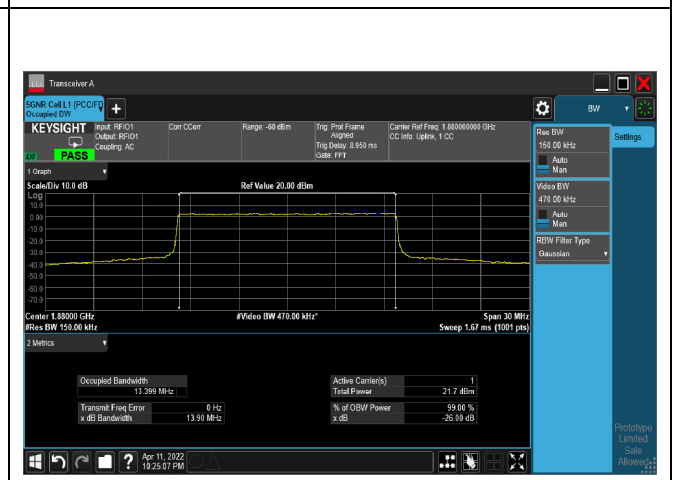 Transceiver A
5GNR Cell L1 (PCC/FD
Occupied BW
BW
KEYSIGHT
Input: RFIO1
Output: RFIO1
Coupling: AC
Corr CCorr
Range: -60 dBm
Trig: Prot Frame
Aligned
Trig Delay: 8.950 ms
Gate: FFT
Carrier Ref Freq: 1.880000000 GHz
CC Info: Uplink, 1 CC
PASS
Res BW
150.00 kHz
Auto
Man
Settings
Video BW
470.00 kHz
Auto
Man
RBW Filter Type
Gaussian
1 Graph
Scale/Div 10.0 dB
Ref Value 20.00 dBm
Log
10.0
0.00
-10.0
-20.0
-30.0
-40.0
-50.0
-60.0
-70.0
Center 1.88000 GHz
#Video BW 470.00 kHz*
Span 30 MHz
#Res BW 150.00 kHz
Sweep 1.67 ms (1001 pts)
2 Metrics
Occupied Bandwidth
13.399 MHz
Active Carrier(s) 1
Total Power 21.7 dBm
Transmit Freq Error 0 Hz
x dB Bandwidth 13.90 MHz
% of OBW Power 99.00 %
x dB -26.00 dB
Prototype
Limited
Sale
Allowed
Apr 11, 2022
10:25:07 PM